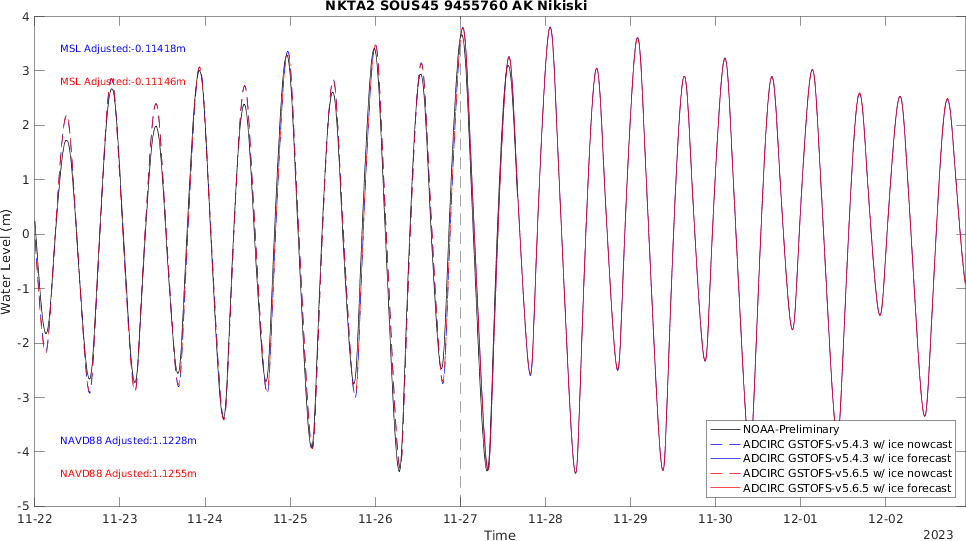 NKTA2 SOUS45 9455760 AK Nikiski
4
3
2
1
0
-1
-2
-3
-4
-5
Water Level (m)
MSL Adjusted:-0.11418m
MSL Adjusted:-0.11146m
NAVD88 Adjusted:1.1228m
NAVD88 Adjusted:1.1255m
NOAA-Preliminary
ADCIRC GSTOFS-v5.4.3 w/ ice nowcast
ADCIRC GSTOFS-v5.4.3 w/ ice forecast
ADCIRC GSTOFS-v5.6.5 w/ ice nowcast
ADCIRC GSTOFS-v5.6.5 w/ ice forecast
11-22 11-23 11-24 11-25 11-26 11-27 11-28 11-29 11-30 12-01 12-02
Time
2023